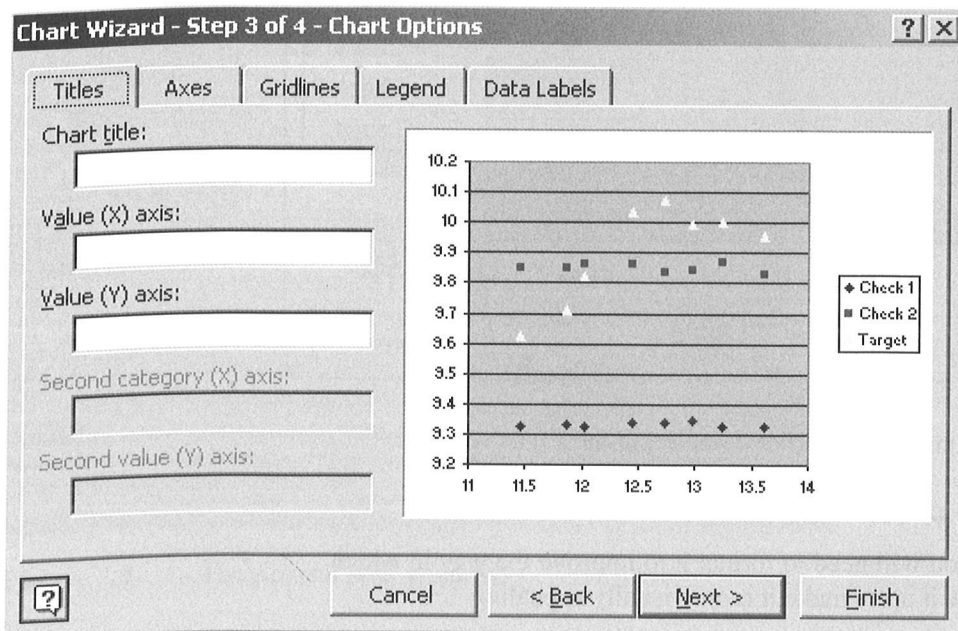 Chart Wizard - Step 3 of 4 - Chart Options
? X
Titles Axes Gridlines Legend Data Labels
Chart title:
Value (X) axis:
Value (Y) axis:
Second category (X) axis:
Second value (Y) axis:
10.2
10.1
10
9.9
9.8
9.7
9.6
9.5
9.4
9.3
9.2
11 11.5 12 12.5 13 13.5 14
Check 1
Check 2
Target
?
Cancel < Back Next > Finish